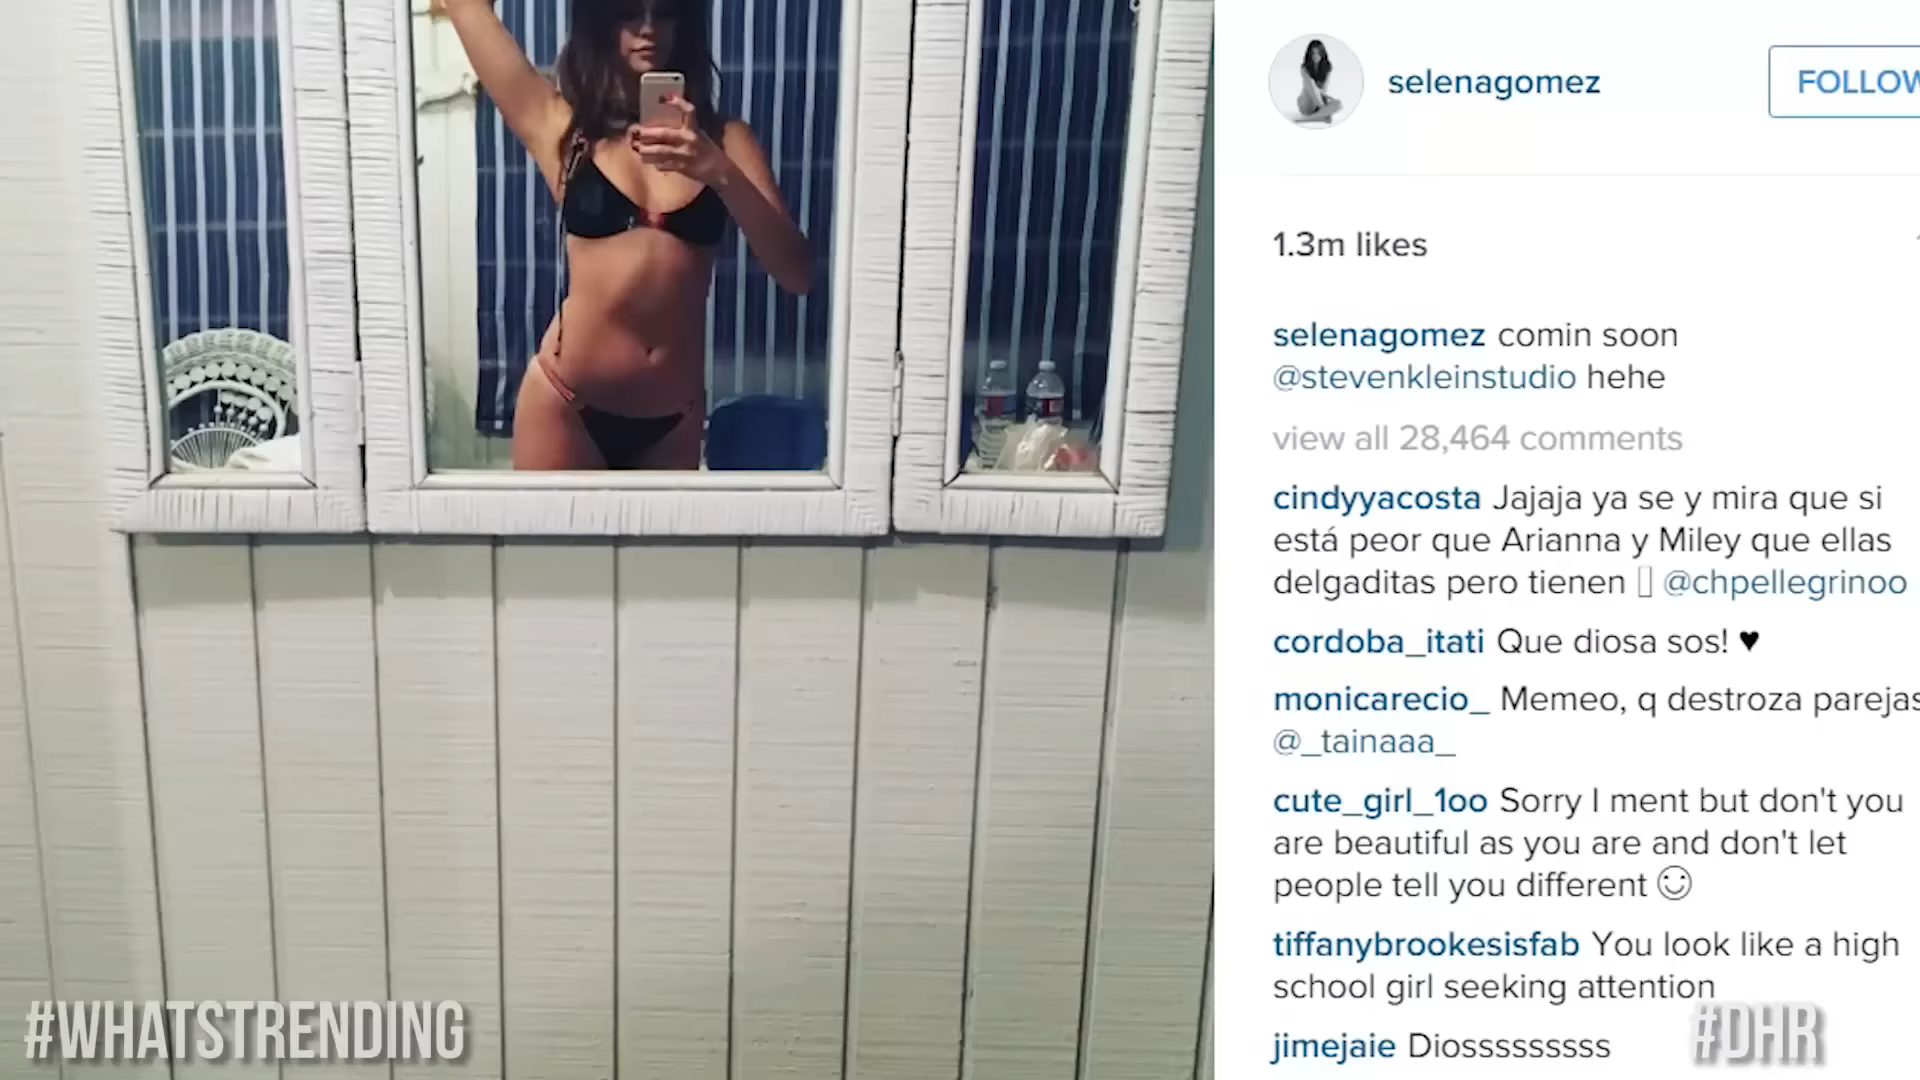 selenagomez
FOLLOW
1.3m likes
selenagomez comin soon
@stevenkleinstudio hehe
view all 28,464 comments
cindyyacosta Jajaja ya se y mira que si
está peor que Arianna y Miley que ellas
delgaditas pero tienen @chpellegrinoo
cordoba_itati Que diosa sos! ♥
monicarecio_ Memeo, q destroza parejas
@_tainaaa_
cute_girl_1oo Sorry I ment but don't you
are beautiful as you are and don't let
people tell you different
tiffanybrookesisfab You look like a high
school girl seeking attention
jimejaie Diosssssssss
#WHATSTRENDING
#DHR